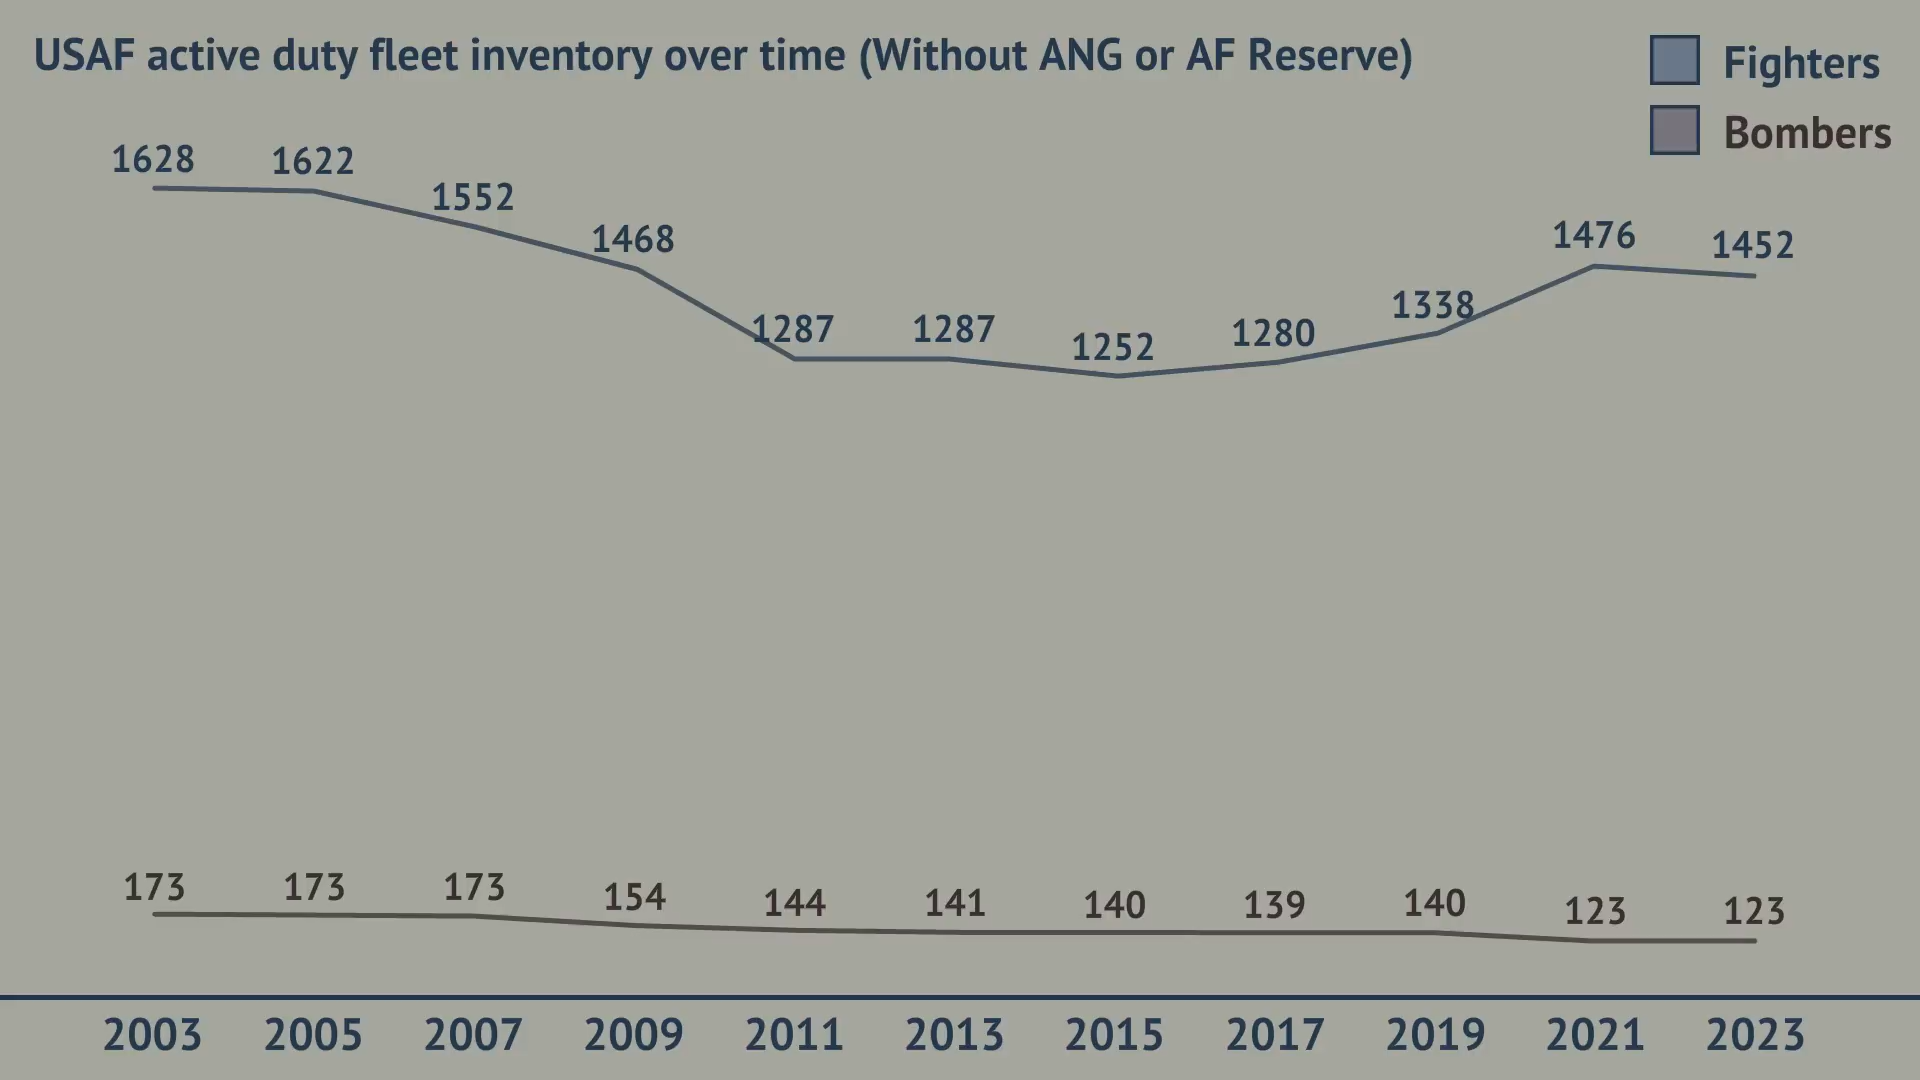 USAF active duty fleet inventory over time (Without ANG or AF Reserve)
Fighters
Bombers
1628 1622 1552 1468 1287 1287 1252 1280 1338 1476 1452
173 173 173 154 144 141 140 139 140 123 123
2003 2005 2007 2009 2011 2013 2015 2017 2019 2021 2023